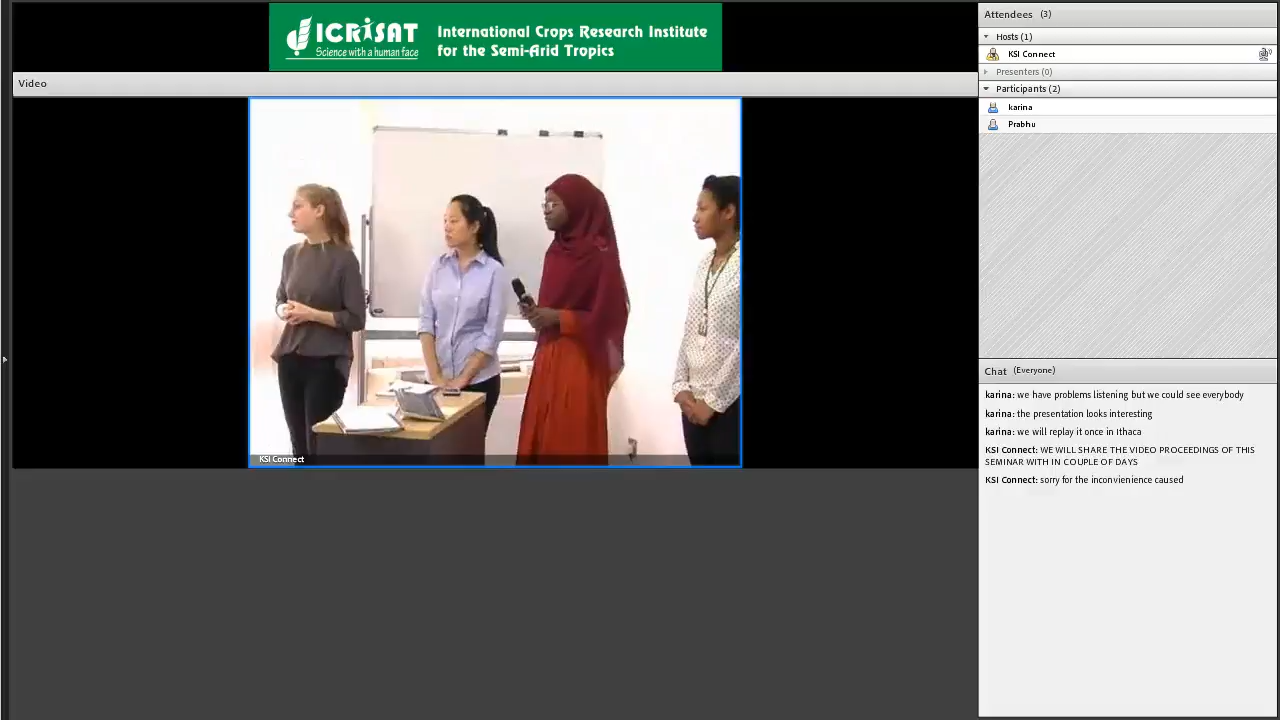 ICRISAT
Science with a human face
International Crops Research Institute
for the Semi-Arid Tropics
Video
KSI Connect
Attendees (3)
Hosts (1)
KSI Connect
Presenters (0)
Participants (2)
karina
Prabhu
Chat (Everyone)
karina: we have problems listening but we could see everybody
karina: the presentation looks interesting
karina: we will replay it once in Ithaca
KSI Connect: WE WILL SHARE THE VIDEO PROCEEDINGS OF THIS
SEMINAR WITH IN COUPLE OF DAYS
KSI Connect: sorry for the inconvienience caused